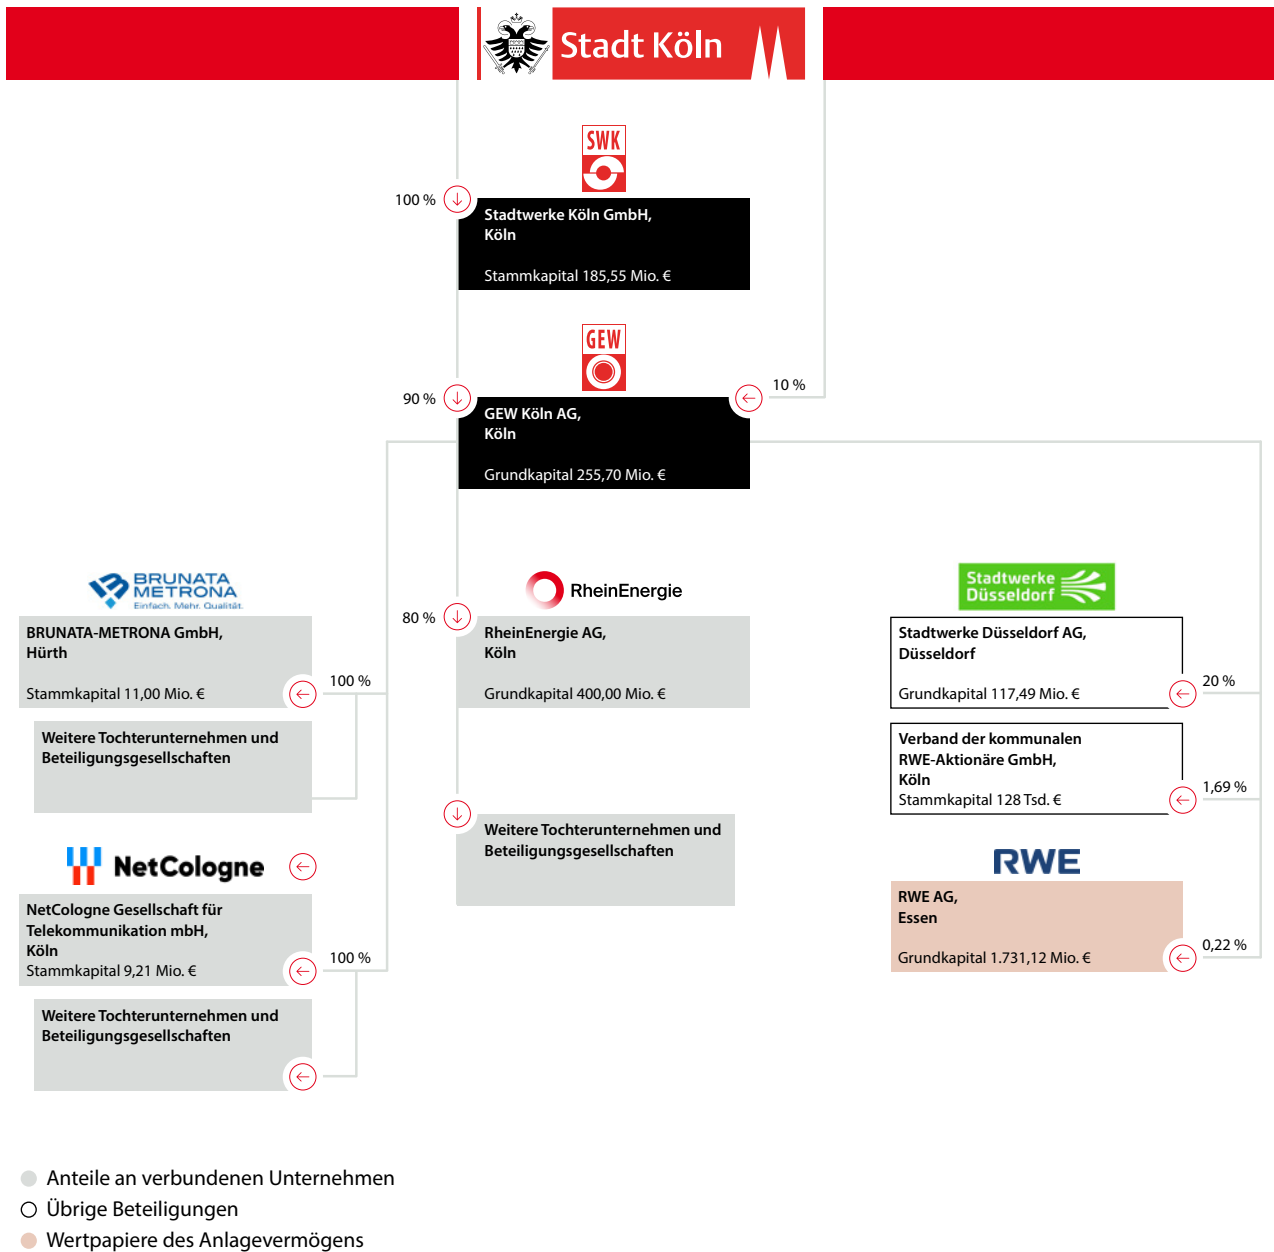 Stadt Köln
SWK
100 %
Stadtwerke Köln GmbH,
Köln
Stammkapital 185,55 Mio. €
GEW
90 %
10 %
GEW Köln AG,
Köln
Grundkapital 255,70 Mio. €
BRUNATA
METRONA
Einfach. Mehr. Qualität.
BRUNATA-METRONA GmbH,
Hürth
Stammkapital 11,00 Mio. €
100 %
Weitere Tochterunternehmen und
Beteiligungsgesellschaften
NetCologne
NetCologne Gesellschaft für
Telekommunikation mbH,
Köln
Stammkapital 9,21 Mio. €
100 %
Weitere Tochterunternehmen und
Beteiligungsgesellschaften
RheinEnergie
80 %
RheinEnergie AG,
Köln
Grundkapital 400,00 Mio. €
Weitere Tochterunternehmen und
Beteiligungsgesellschaften
Stadtwerke
Düsseldorf
Stadtwerke Düsseldorf AG,
Düsseldorf
Grundkapital 117,49 Mio. €
20 %
Verband der kommunalen
RWE-Aktionäre GmbH,
Köln
Stammkapital 128 Tsd. €
1,69 %
RWE
RWE AG,
Essen
Grundkapital 1.731,12 Mio. €
0,22 %
Anteile an verbundenen Unternehmen
Übrige Beteiligungen
Wertpapiere des Anlagevermögens